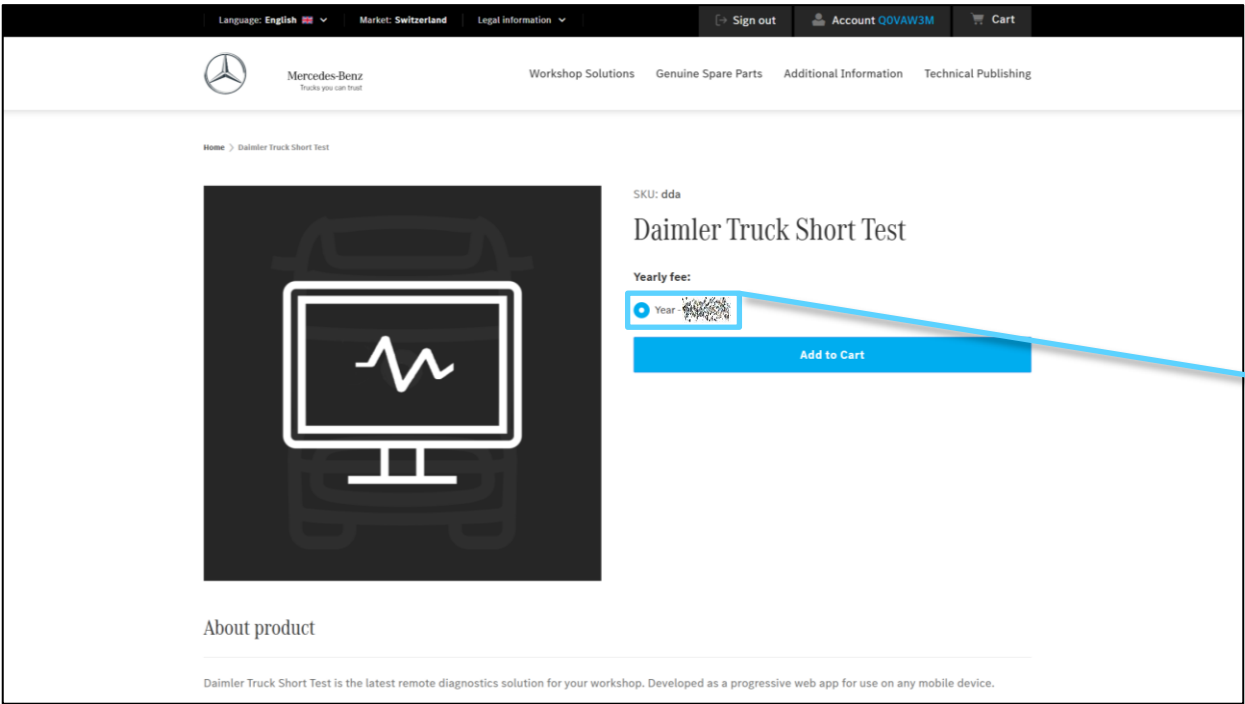 Language: English Market: Switzerland Legal information Sign out Account Q0VAW3M Cart
Mercedes-Benz
Trucks you can trust
Workshop Solutions Genuine Spare Parts Additional Information Technical Publishing
Home > Daimler Truck Short Test
SKU: dda
Daimler Truck Short Test
Yearly fee:
Year -
Add to Cart
About product
Daimler Truck Short Test is the latest remote diagnostics solution for your workshop. Developed as a progressive web app for use on any mobile device.